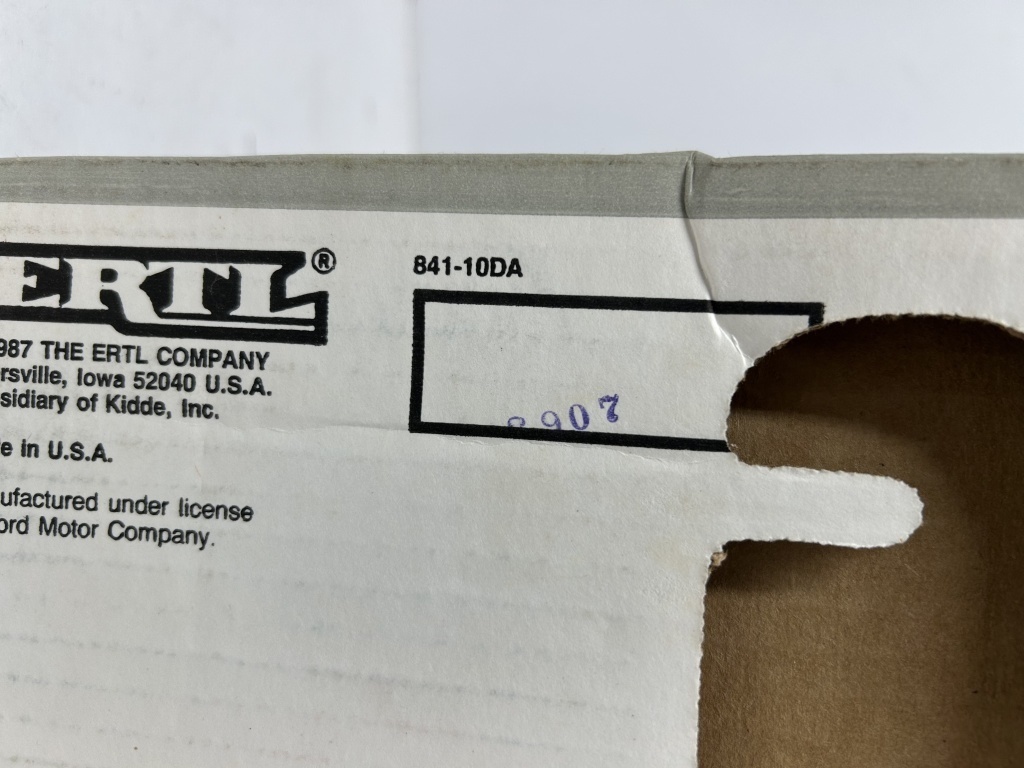 ERTL®
987 THE ERTL COMPANY
ersville, Iowa 52040 U.S.A.
sidiary of Kidde, Inc.
e in U.S.A.
ufactured under license
ord Motor Company.
841-10DA
8907